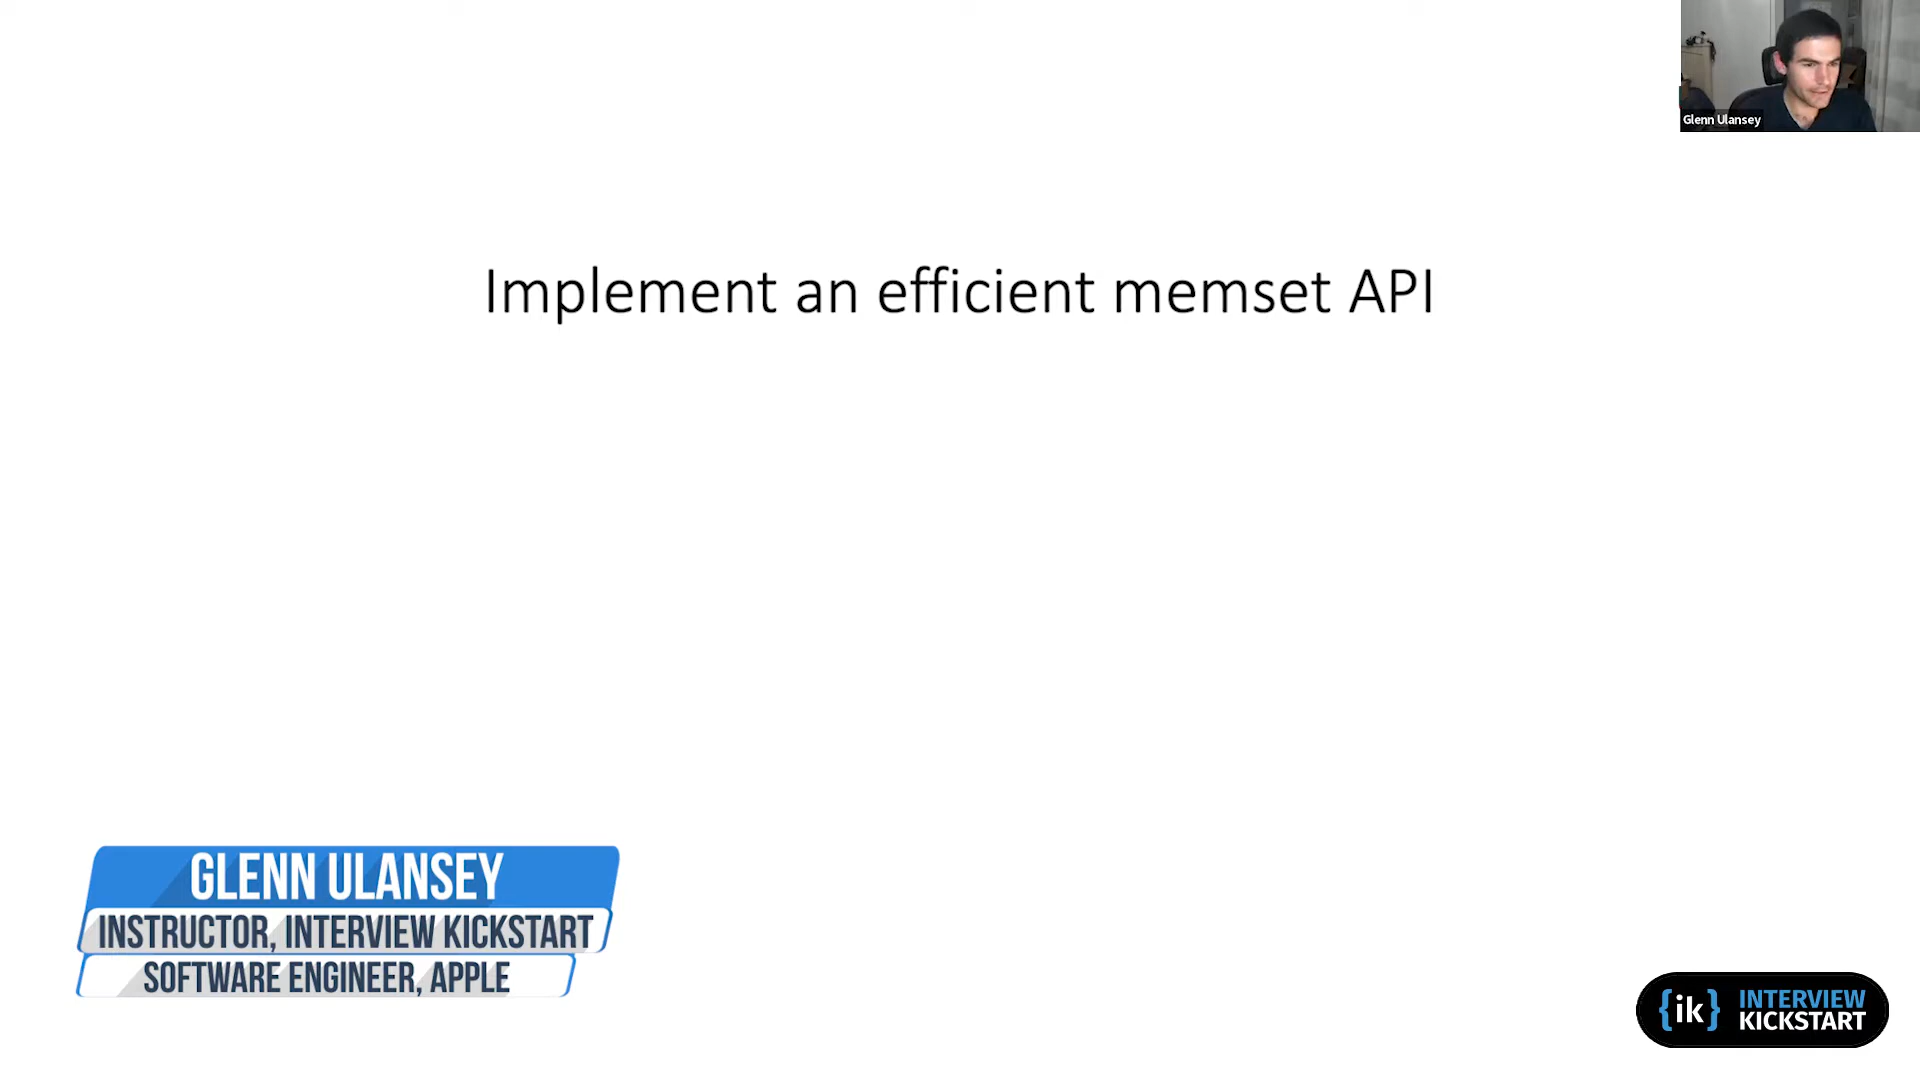 Glenn Ulansey
Implement an efficient memset API
GLENN ULANSEY
INSTRUCTOR, INTERVIEW KICKSTART
SOFTWARE ENGINEER, APPLE
{ik} INTERVIEW
KICKSTART